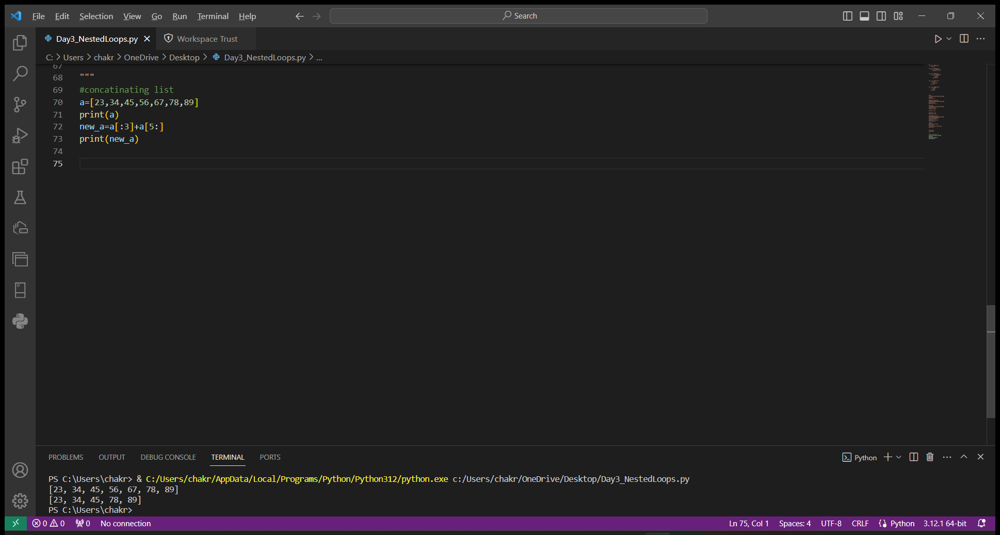 File Edit Selection View Go Run Terminal Help Search
Day3_NestedLoops.py Workspace Trust
C: > Users > chakr > OneDrive > Desktop > Day3_NestedLoops.py > ...
67
68 """
69 #concatinating list
70 a=[23,34,45,56,67,78,89]
71 print(a)
72 new_a=a[:3]+a[5:]
73 print(new_a)
74
75
PROBLEMS OUTPUT DEBUG CONSOLE TERMINAL PORTS Python
PS C:\Users\chakr> & C:/Users/chakr/AppData/Local/Programs/Python/Python312/python.exe c:/Users/chakr/OneDrive/Desktop/Day3_NestedLoops.py
[23, 34, 45, 56, 67, 78, 89]
[23, 34, 45, 78, 89]
PS C:\Users\chakr>
0 0 0 No connection Ln 75, Col 1 Spaces: 4 UTF-8 CRLF Python 3.12.1 64-bit